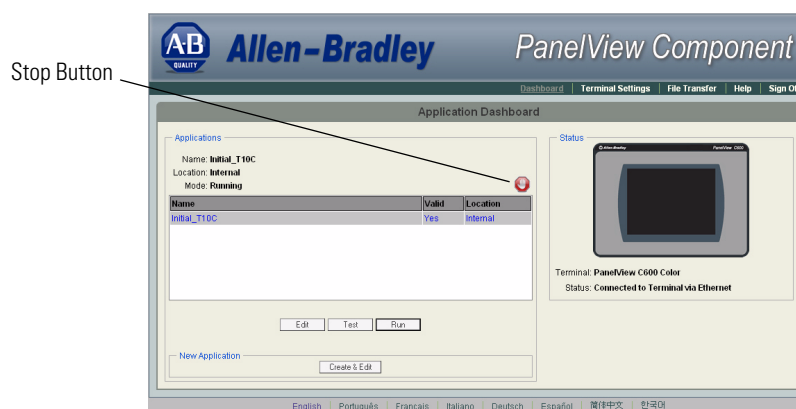 AB QUALITY Allen-Bradley PanelView Component
Stop Button
Dashboard Terminal Settings File Transfer Help Sign
Application Dashboard
Applications
Name: Initial_T10C
Location: Internal
Mode: Running
Name Valid Location
Initial_T10C Yes Internal
Edit Test Run
New Application
Create & Edit
Status
Allen-Bradley PanelView C600
Terminal: PanelView C600 Color
Status: Connected to Terminal via Ethernet
English Português Français Italiano Deutsch Español 简体中文 한국어